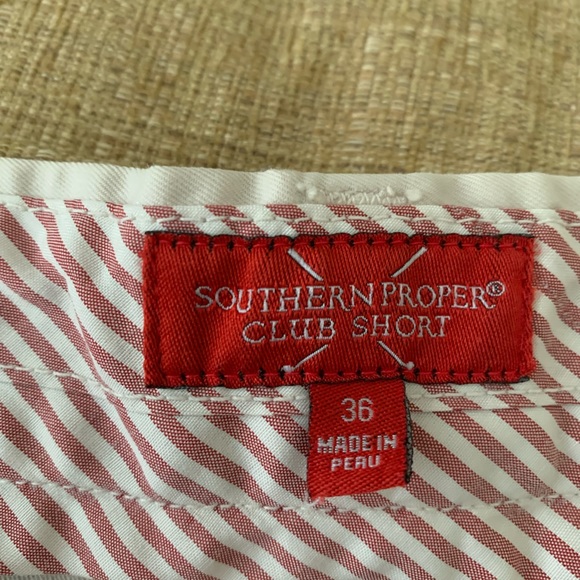 SOUTHERN PROPER®
CLUB SHORT
36
MADE IN
PERU